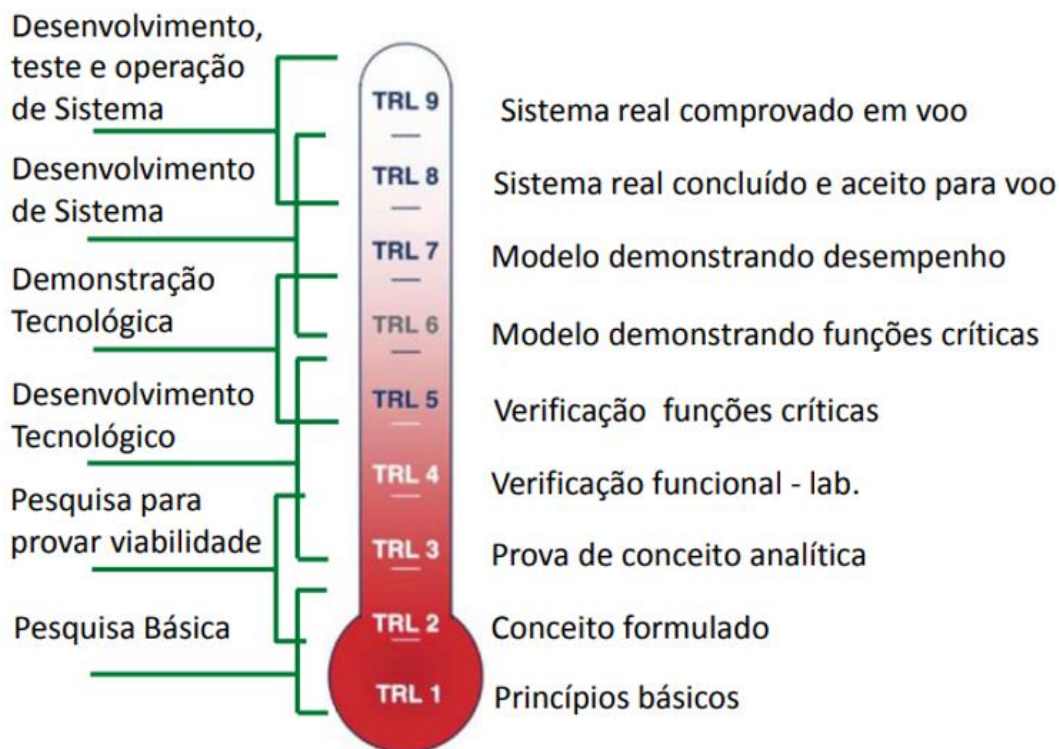 Desenvolvimento,
teste e operação
de Sistema
Desenvolvimento
de Sistema
Demonstração
Tecnológica
Desenvolvimento
Tecnológico
Pesquisa para
provar viabilidade
Pesquisa Básica
TRL 9
TRL 8
TRL 7
TRL 6
TRL 5
TRL 4
TRL 3
TRL 2
TRL 1
Sistema real comprovado em voo
Sistema real concluído e aceito para voo
Modelo demonstrando desempenho
Modelo demonstrando funções críticas
Verificação funções críticas
Verificação funcional - lab.
Prova de conceito analítica
Conceito formulado
Princípios básicos